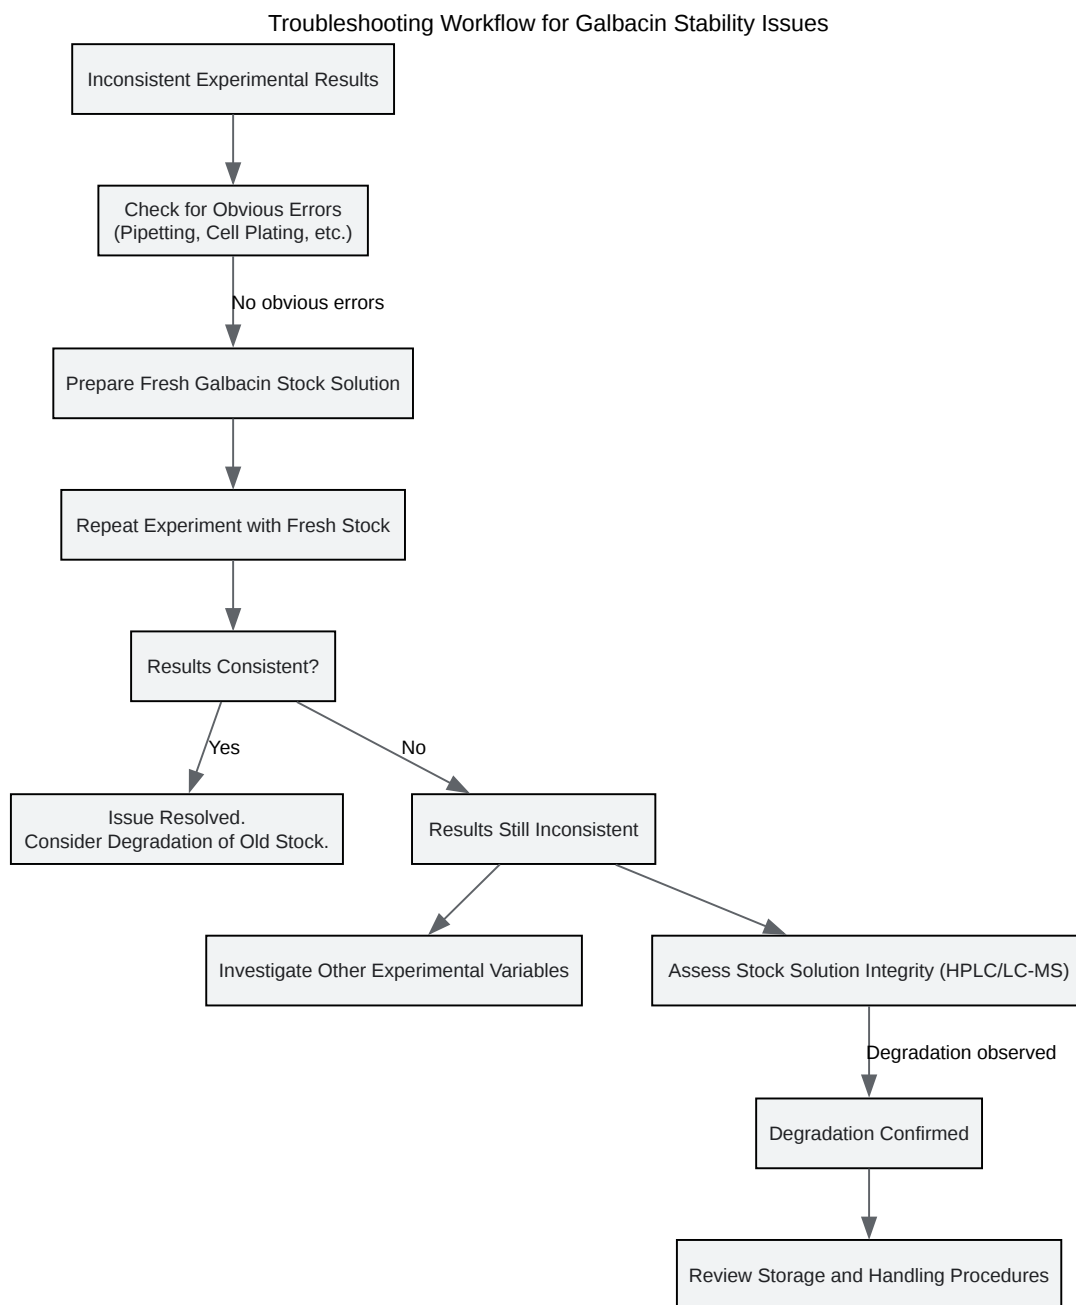 Troubleshooting Workflow for Galbacin Stability Issues
Inconsistent Experimental Results
Check for Obvious Errors
(Pipetting, Cell Plating, etc.)
No obvious errors
Prepare Fresh Galbacin Stock Solution
Repeat Experiment with Fresh Stock
Results Consistent?
Yes
No
Issue Resolved.
Consider Degradation of Old Stock.
Results Still Inconsistent
Investigate Other Experimental Variables
Assess Stock Solution Integrity (HPLC/LC-MS)
Degradation observed
Degradation Confirmed
Review Storage and Handling Procedures